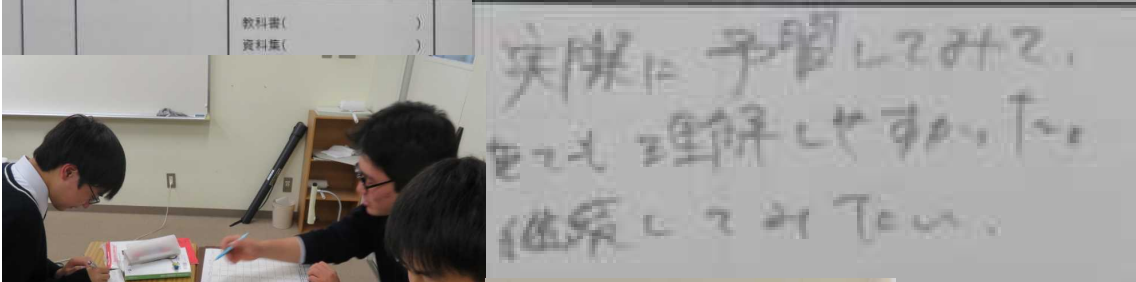 教科書( )
資料集( )
実際に予習してみて、
とても理解しやすかった。
継続してみたい。